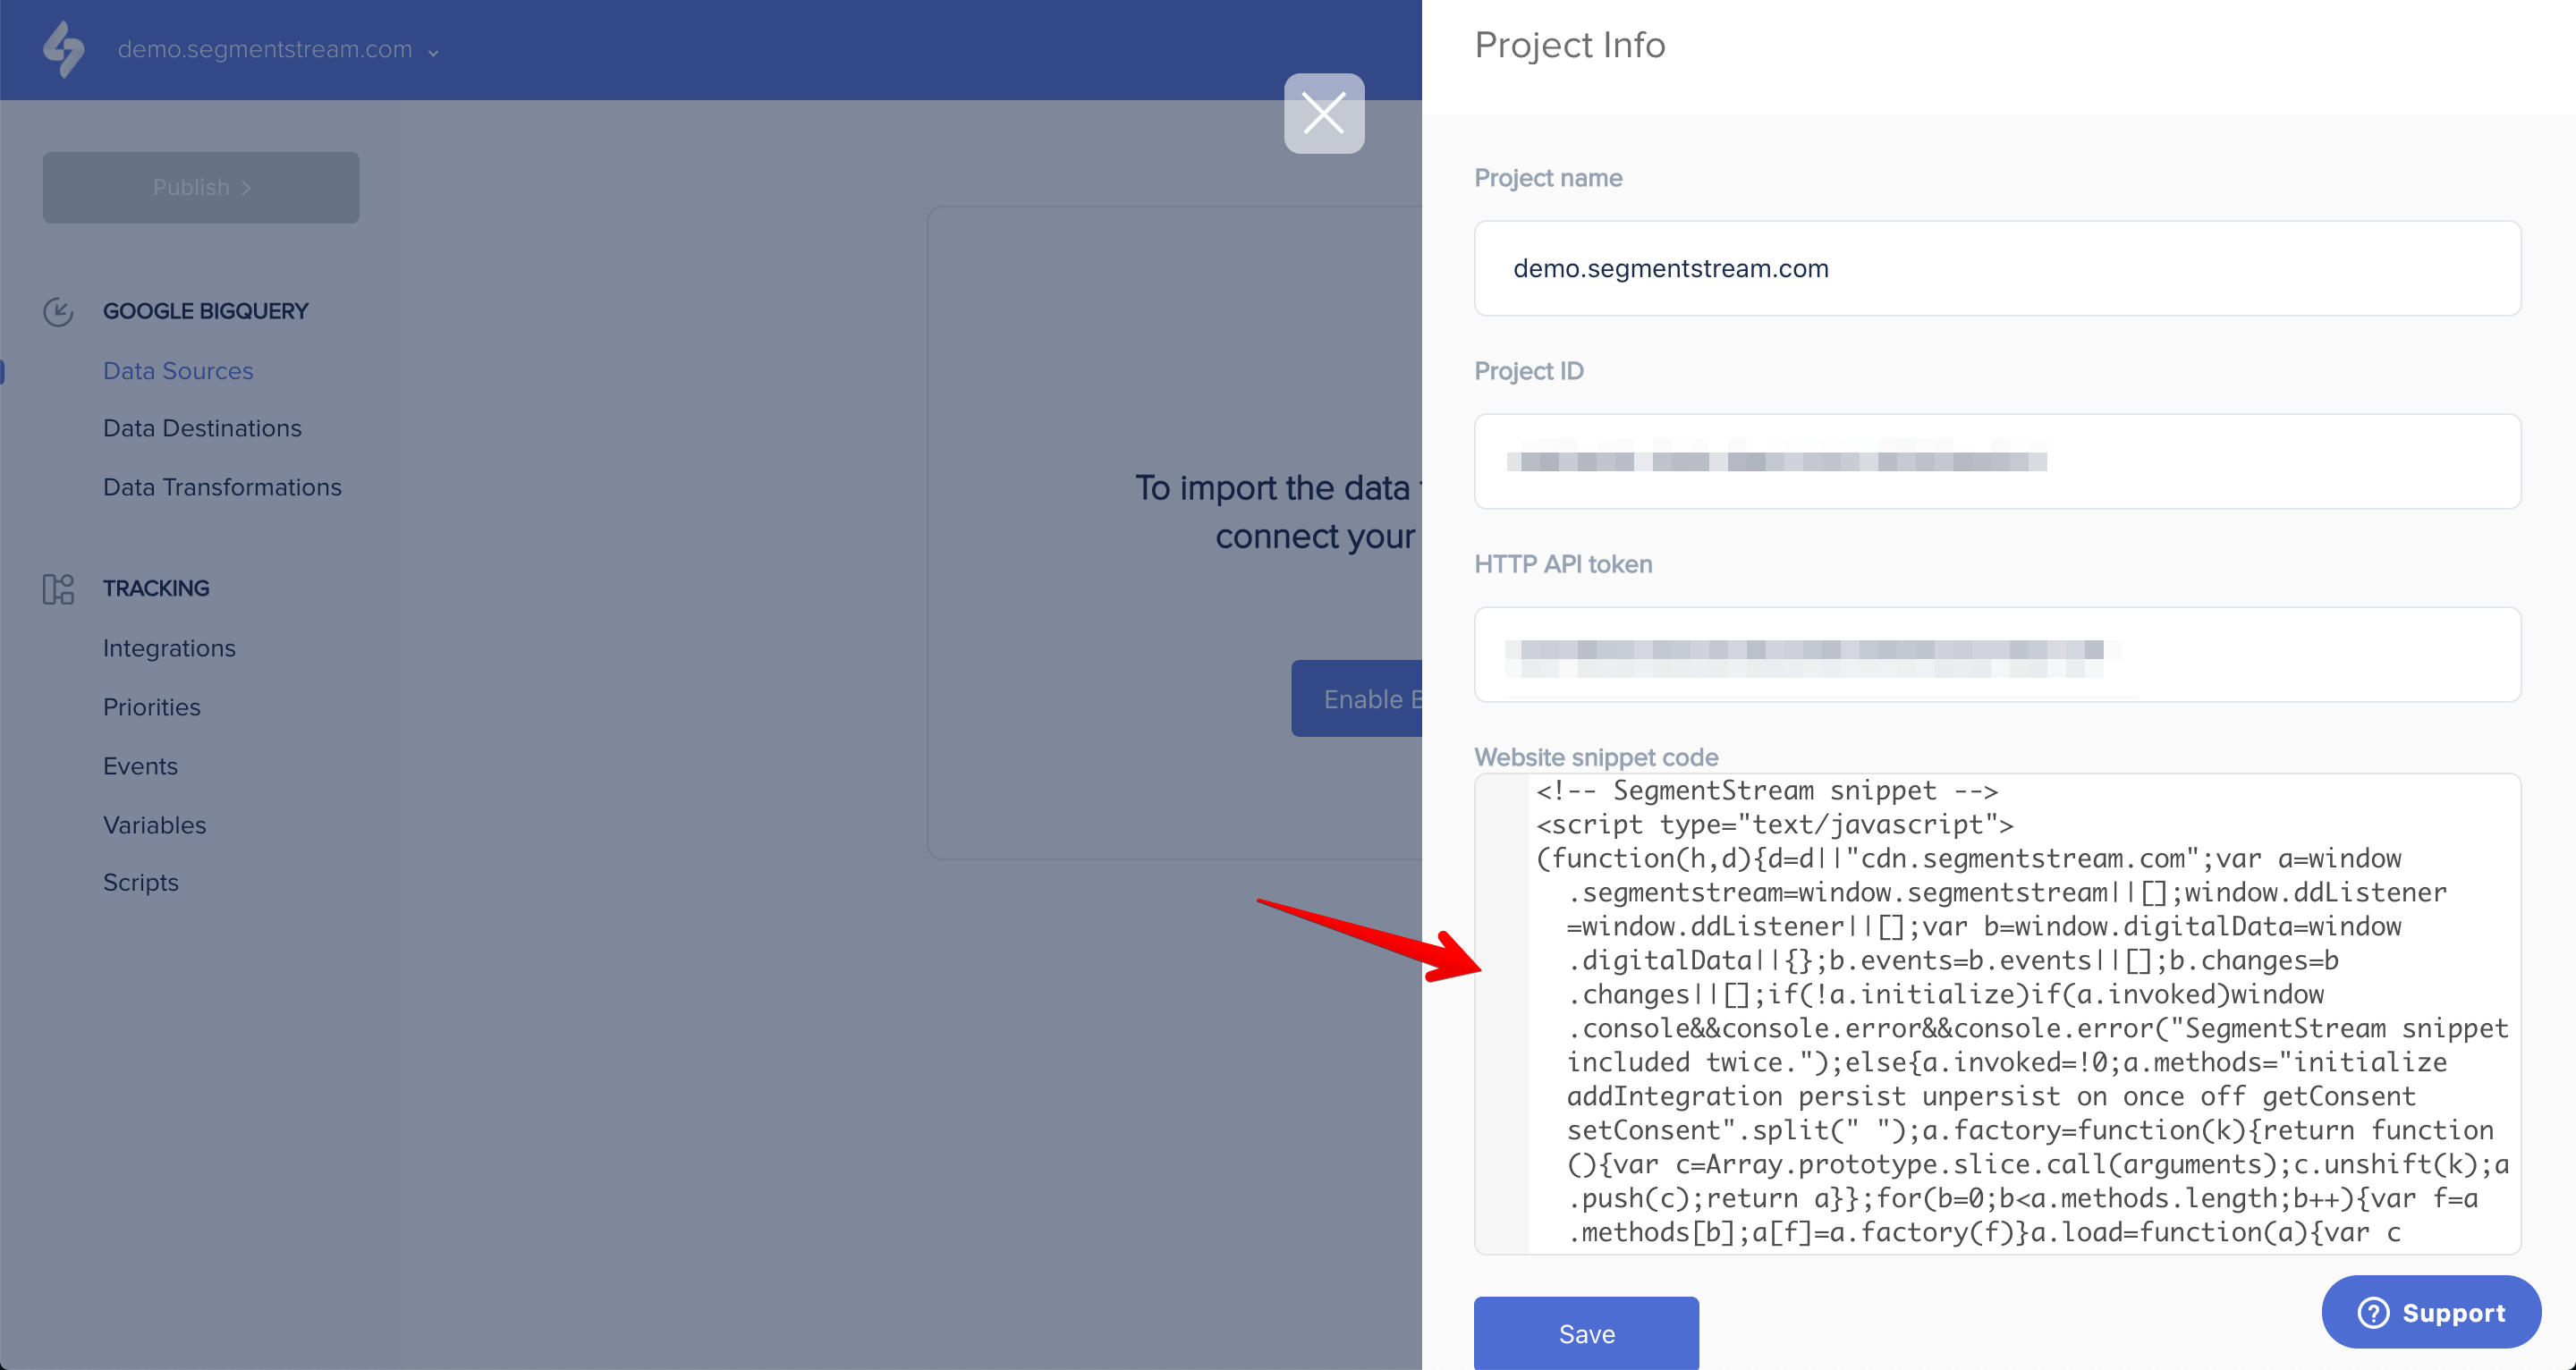 demo.segmentstream.com
Publish
GOOGLE BIGQUERY
Data Sources
Data Destinations
Data Transformations
TRACKING
Integrations
Priorities
Events
Variables
Scripts
To import the data
connect your
Enable
Project Info
Project name
demo.segmentstream.com
Project ID
HTTP API token
Website snippet code
<!-- SegmentStream snippet -->
<script type="text/javascript">
(function(h,d){d=d||"cdn.segmentstream.com";var a=window
.segmentstream=window.segmentstream||[];window.ddListener
=window.ddListener||[];var b=window.digitalData=window
.digitalData||{};b.events=b.events||[];b.changes=b
.changes||[];if(!a.initialize)if(a.invoked)window
.console&&console.error&&console.error("SegmentStream snippet
included twice.");else{a.invoked=!0;a.methods="initialize
addIntegration persist unpersist on once off getConsent
setConsent".split(" ");a.factory=function(k){return function
(){var c=Array.prototype.slice.call(arguments);c.unshift(k);a
.push(c);return a}};for(b=0;b<a.methods.length;b++){var f=a
.methods[b];a[f]=a.factory(f)}a.load=function(a){var c
Save
Support